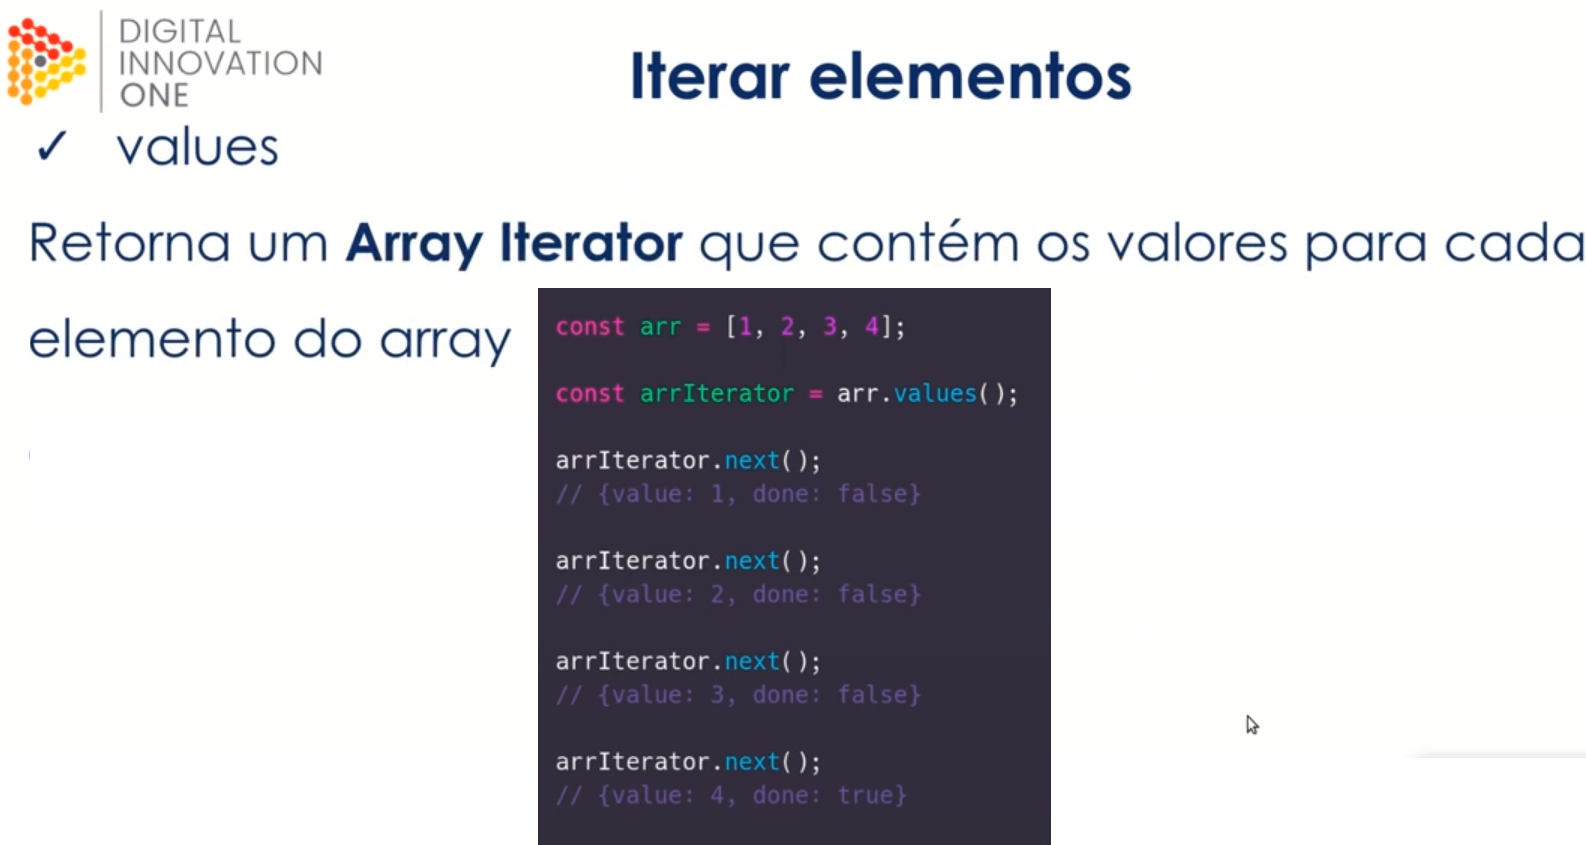 DIGITAL
INNOVATION
ONE
Iterar elementos
✓ values
Retorna um Array Iterator que contém os valores para cada
elemento do array
const arr = [1, 2, 3, 4];
const arrIterator = arr.values();
arrIterator.next();
// {value: 1, done: false}
arrIterator.next();
// {value: 2, done: false}
arrIterator.next();
// {value: 3, done: false}
arrIterator.next();
// {value: 4, done: true}